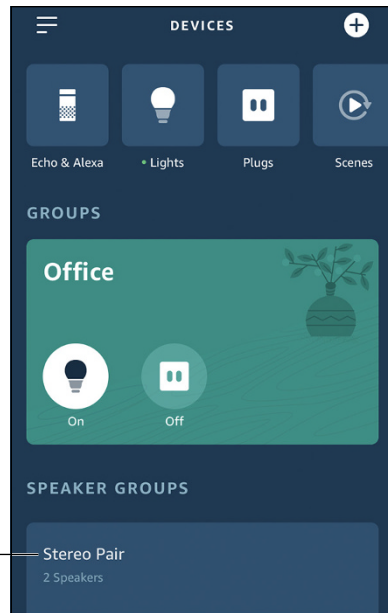 DEVICES
Echo & Alexa • Lights Plugs Scenes
GROUPS
Office
On Off
SPEAKER GROUPS
Stereo Pair
2 Speakers